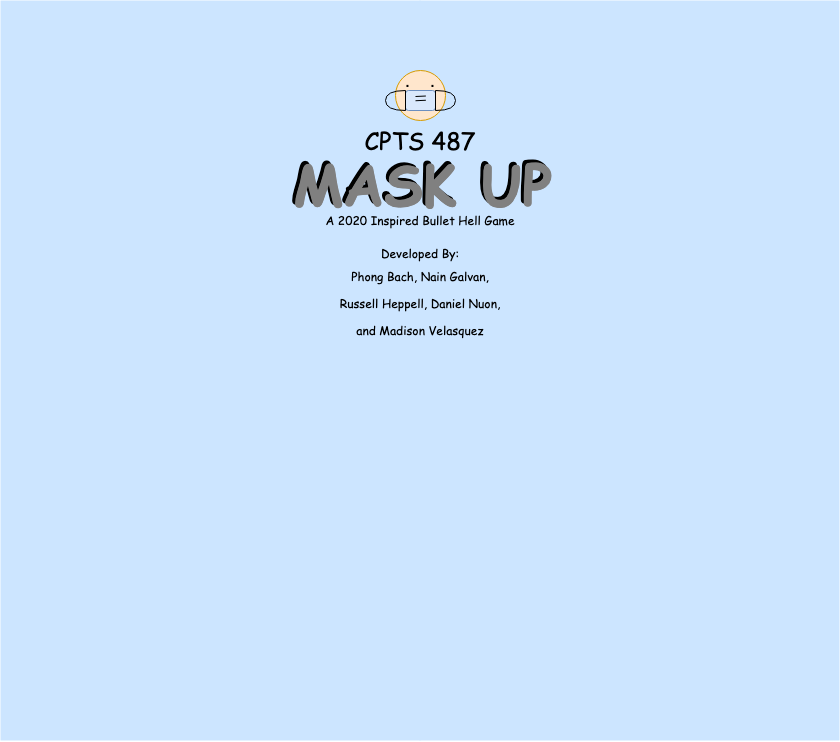 CPTS 487
MASK UP
A 2020 Inspired Bullet Hell Game
Developed By:
Phong Bach, Nain Galvan,
Russell Heppell, Daniel Nuon,
and Madison Velasquez